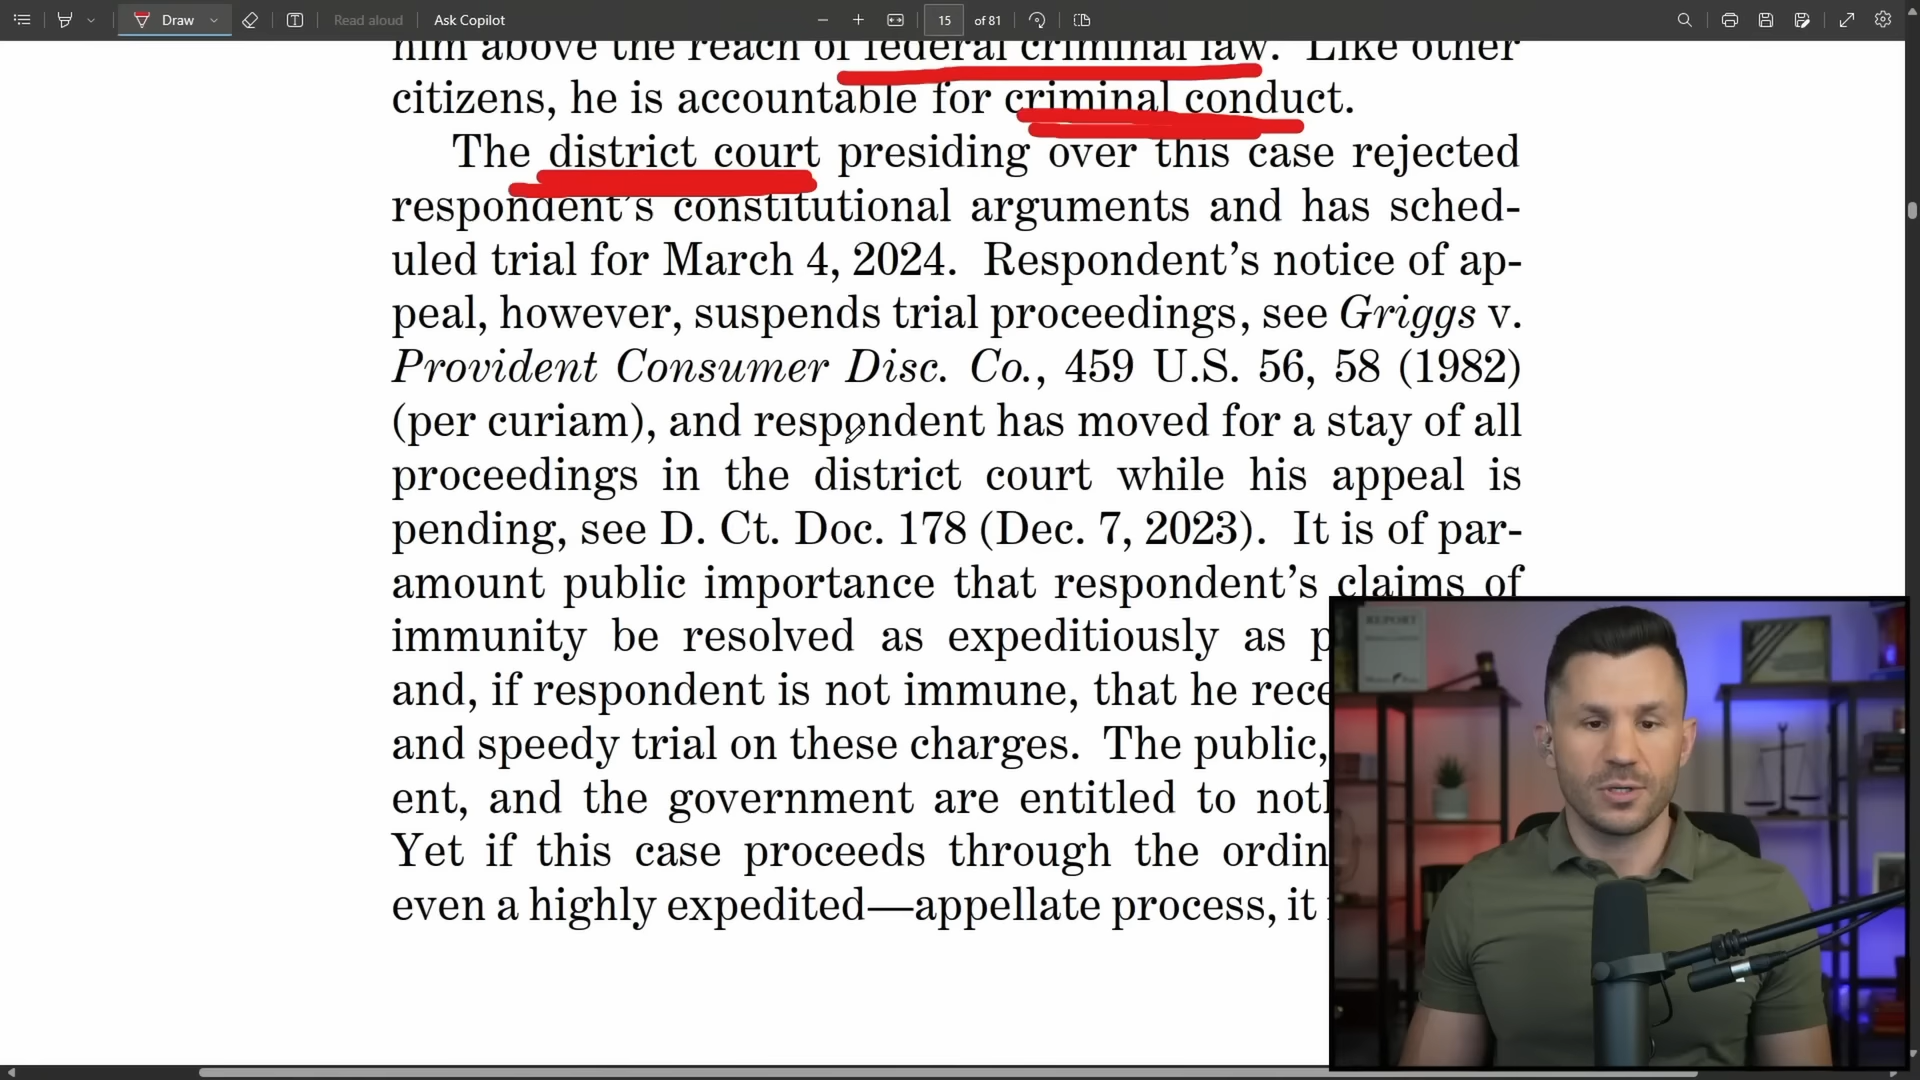 Draw
Read aloud
Ask Copilot
15 of 81
him above the reach of federal criminal law. Like other
citizens, he is accountable for criminal conduct.
The district court presiding over this case rejected
respondent’s constitutional arguments and has sched-
uled trial for March 4, 2024. Respondent’s notice of ap-
peal, however, suspends trial proceedings, see Griggs v.
Provident Consumer Disc. Co., 459 U.S. 56, 58 (1982)
(per curiam), and respondent has moved for a stay of all
proceedings in the district court while his appeal is
pending, see D. Ct. Doc. 178 (Dec. 7, 2023). It is of par-
amount public importance that respondent’s claims of
immunity be resolved as expeditiously as p
and, if respondent is not immune, that he rece
and speedy trial on these charges. The public,
ent, and the government are entitled to not
Yet if this case proceeds through the ordin
even a highly expedited—appellate process, it
REPORT